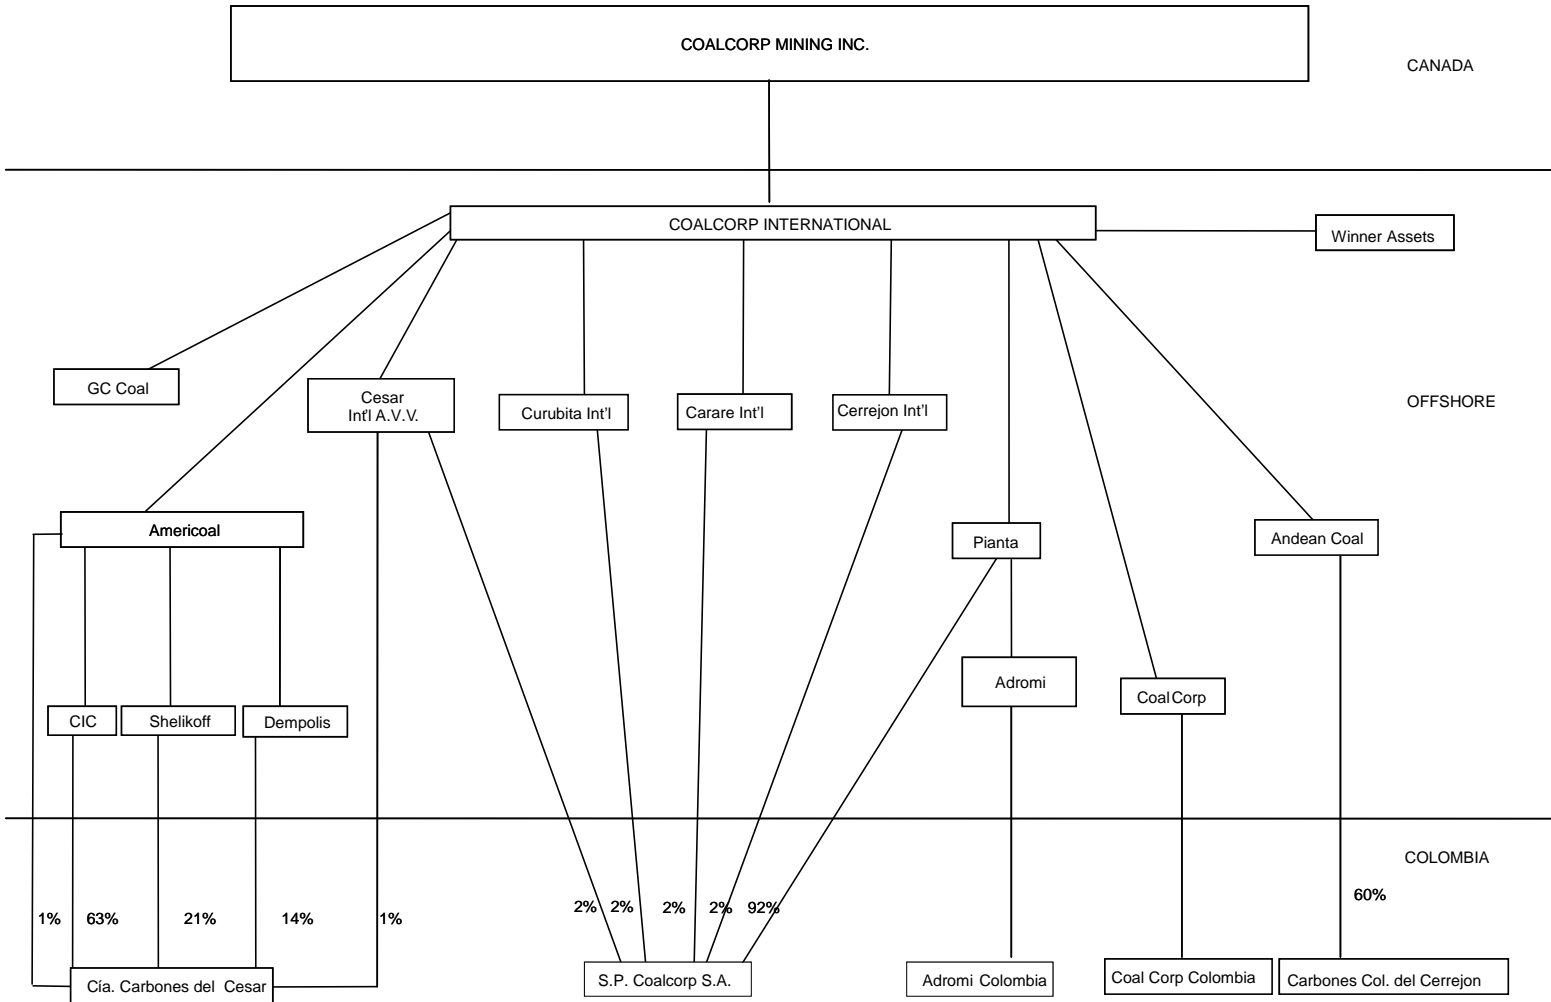 COALCORP MINING INC.
CANADA
COALCORP INTERNATIONAL
Winner Assets
GC Coal
Cesar
Int'l A.V.V.
Curubita Int'l
Carare Int'l
Cerrejon Int'l
OFFSHORE
Americoal
Pianta
Andean Coal
Adromi
CoalCorp
CIC
Shelikoff
Dempolis
COLOMBIA
1%
63%
21%
14%
1%
2%
2%
2%
2%
92%
60%
Cía. Carbones del Cesar
S.P. Coalcorp S.A.
Adromi Colombia
Coal Corp Colombia
Carbones Col. del Cerrejon